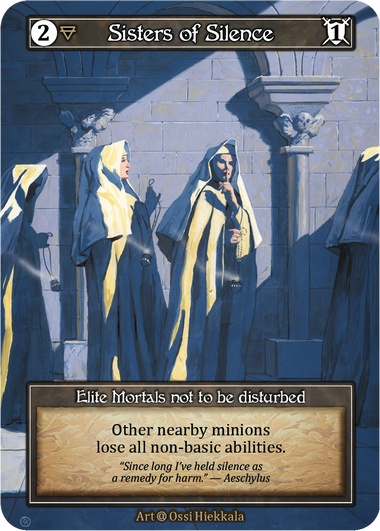 2 Sisters of Silence 1
Elite Mortals not to be disturbed
Other nearby minions
lose all non-basic abilities.
"Since long I've held silence as
a remedy for harm." — Aeschylus
Art @ Ossi Hiekkala